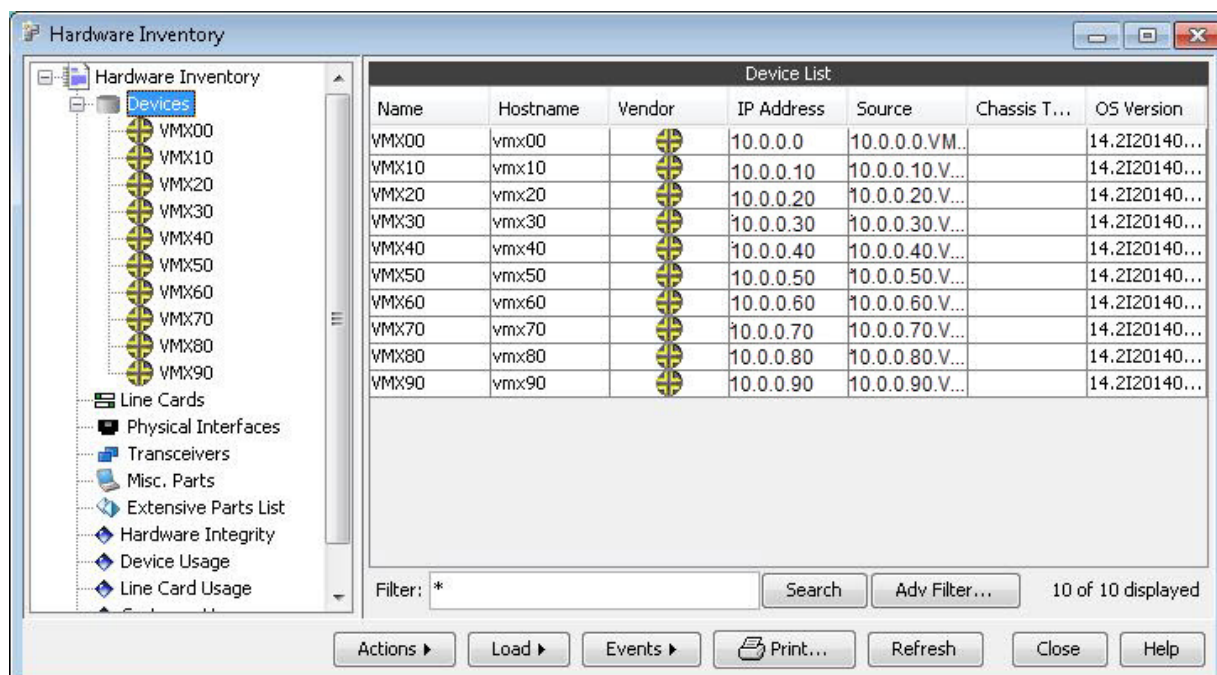 Hardware Inventory
Hardware Inventory
Devices
VMX00
VMX10
VMX20
VMX30
VMX40
VMX50
VMX60
VMX70
VMX80
VMX90
Line Cards
Physical Interfaces
Transceivers
Misc. Parts
Extensive Parts List
Hardware Integrity
Device Usage
Line Card Usage
Device List
Name Hostname Vendor IP Address Source Chassis T... OS Version
VMX00 vmx00 10.0.0.0 10.0.0.0.VM.. 14.2I20140...
VMX10 vmx10 10.0.0.10 10.0.0.10.V... 14.2I20140...
VMX20 vmx20 10.0.0.20 10.0.0.20.V... 14.2I20140...
VMX30 vmx30 10.0.0.30 10.0.0.30.V... 14.2I20140...
VMX40 vmx40 10.0.0.40 10.0.0.40.V... 14.2I20140...
VMX50 vmx50 10.0.0.50 10.0.0.50.V... 14.2I20140...
VMX60 vmx60 10.0.0.60 10.0.0.60.V... 14.2I20140...
VMX70 vmx70 10.0.0.70 10.0.0.70.V... 14.2I20140...
VMX80 vmx80 10.0.0.80 10.0.0.80.V... 14.2I20140...
VMX90 vmx90 10.0.0.90 10.0.0.90.V... 14.2I20140...
Filter: * Search Adv Filter... 10 of 10 displayed
Actions Load Events Print... Refresh Close Help